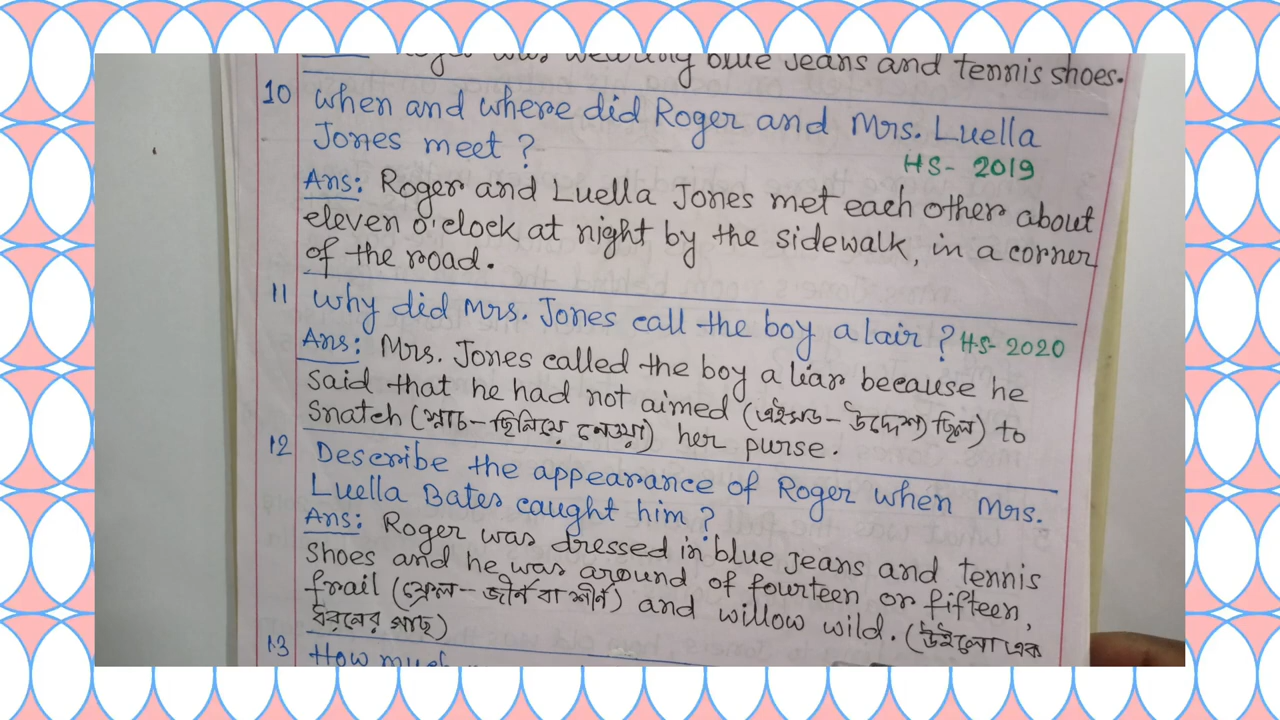 Roger was wearing blue jeans and tennis shoes.
10 When and where did Roger and Mrs. Luella
Jones meet ?
HS- 2019
Ans: Roger and Luella Jones met each other about
eleven o'clock at night by the sidewalk, in a corner
of the road.
11 Why did Mrs. Jones call the boy a lair ? HS- 2020
Ans: Mrs. Jones called the boy a liar because he
said that he had not aimed (এইমড- উদ্দেশ্য ছিল) to
snatch (স্নাচ- ছিনিয়ে নেওয়া) her purse.
12 Describe the appearance of Roger when Mrs.
Luella Bates caught him ?
Ans: Roger was dressed in blue jeans and tennis
shoes and he was around of fourteen or fifteen,
frail (ফ্রেল- জীর্ন বা শীর্ন) and willow wild. (উইলো এক
ধরনের গাছ)
13 How much